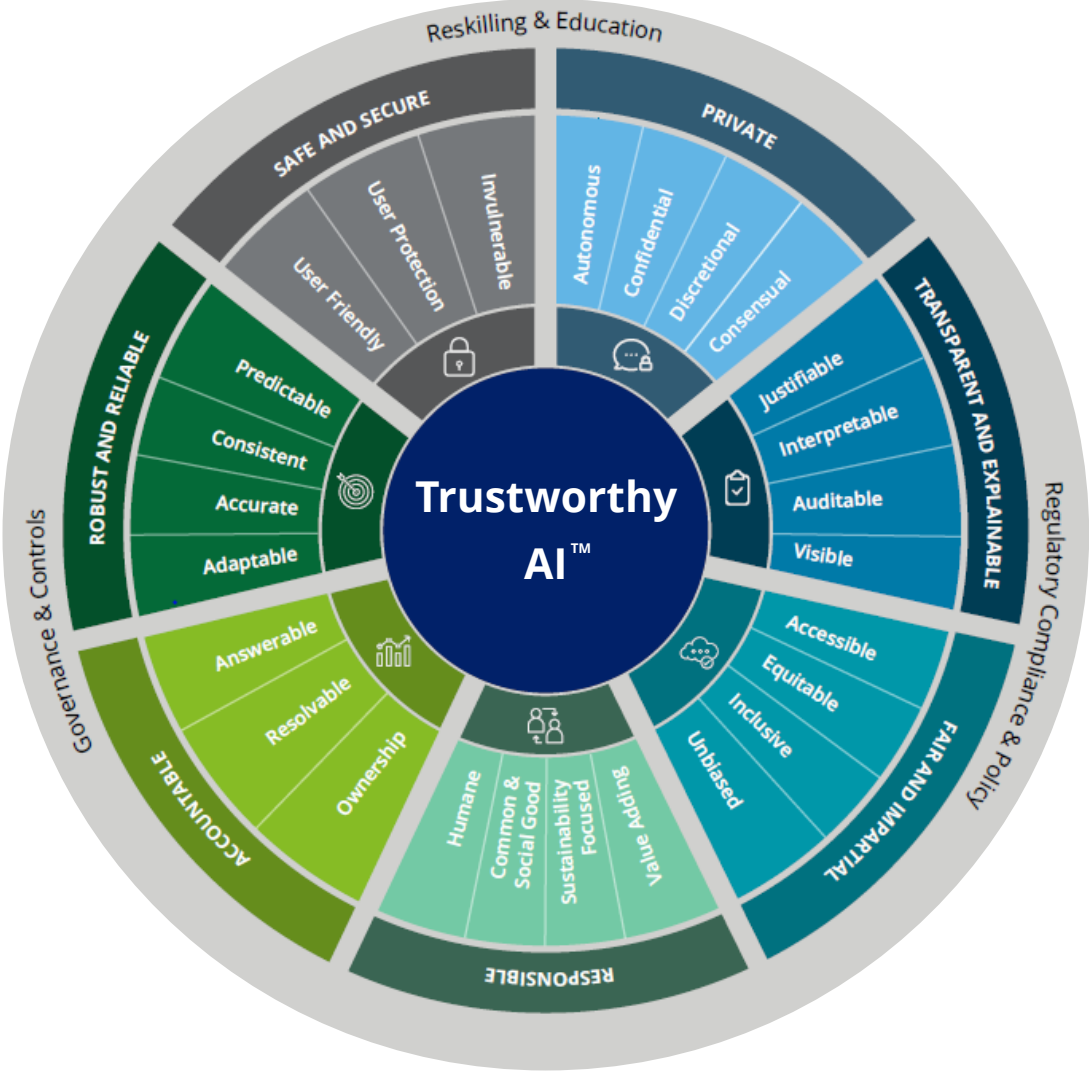 Reskilling & Education
Regulatory Compliance & Policy
Governance & Controls
Trustworthy
AI™
PRIVATE
Autonomous
Confidential
Discretional
Consensual
TRANSPARENT AND EXPLAINABLE
Justifiable
Interpretable
Auditable
Visible
FAIR AND IMPARTIAL
Accessible
Equitable
Inclusive
Unbiased
RESPONSIBLE
Value Adding
Sustainability
Focused
Common &
Social Good
Humane
ACCOUNTABLE
Ownership
Resolvable
Answerable
ROBUST AND RELIABLE
Adaptable
Accurate
Consistent
Predictable
SAFE AND SECURE
User Friendly
User Protection
Invulnerable